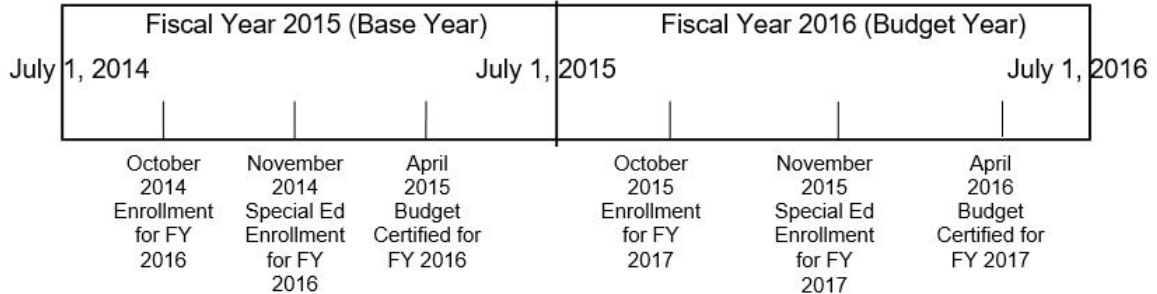 Fiscal Year 2015 (Base Year)
Fiscal Year 2016 (Budget Year)
July 1, 2014
July 1, 2015
July 1, 2016
October
2014
Enrollment
for FY
2016
November
2014
Special Ed
Enrollment
for FY
2016
April
2015
Budget
Certified for
FY 2016
October
2015
Enrollment
for FY
2017
November
2015
Special Ed
Enrollment
for FY
2017
April
2016
Budget
Certified for
FY 2017